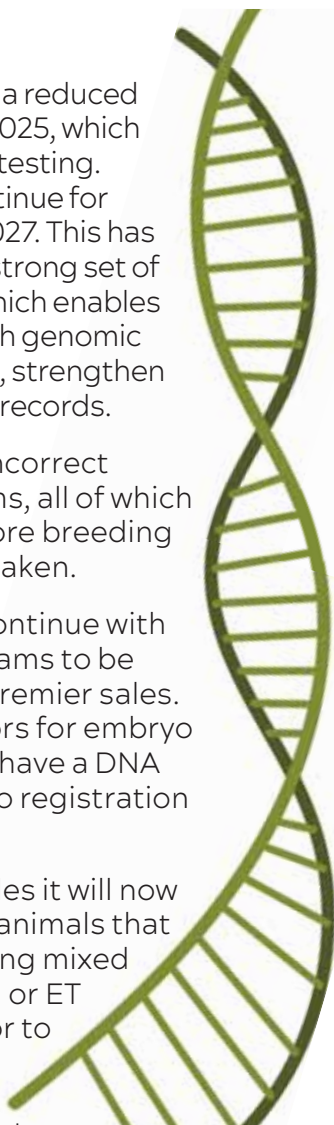 a reduced
025, which
testing.
tinue for
027. This has
strong set of
hich enables
h genomic
, strengthen
records.
ncorrect
ns, all of which
ore breeding
aken.
ontinue with
ams to be
remier sales.
ors for embryo
have a DNA
o registration
es it will now
animals that
ng mixed
or ET
or to